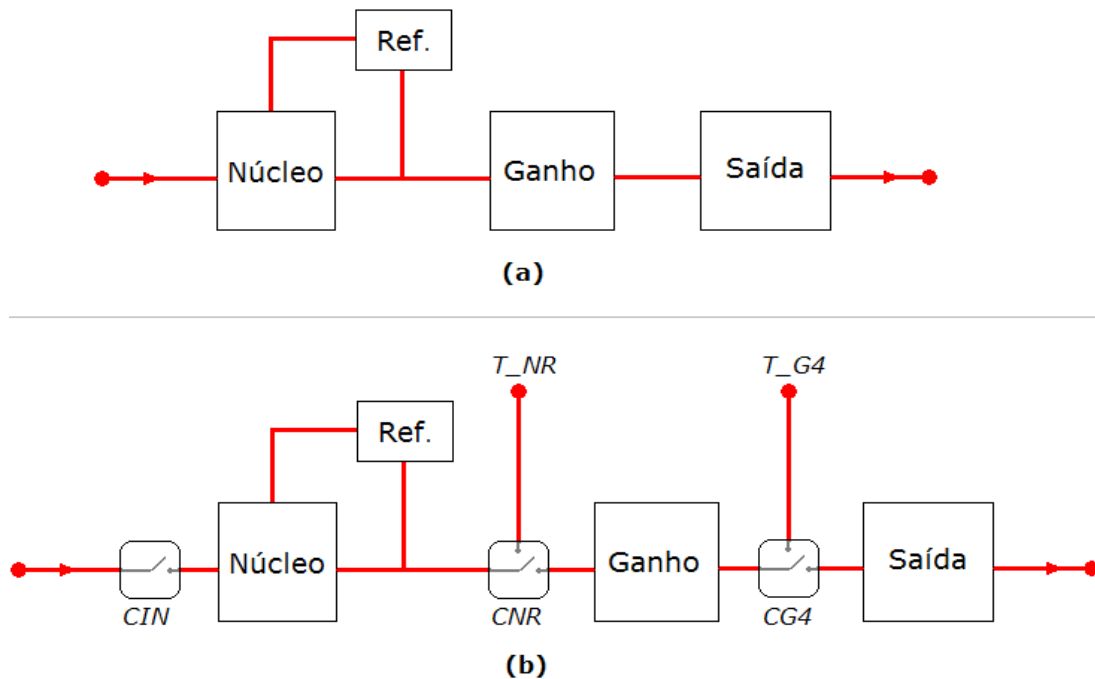 Ref.
Núcleo
Ganho
Saída
(a)
T_NR
T_G4
Ref.
Núcleo
Ganho
Saída
CIN
CNR
CG4
(b)